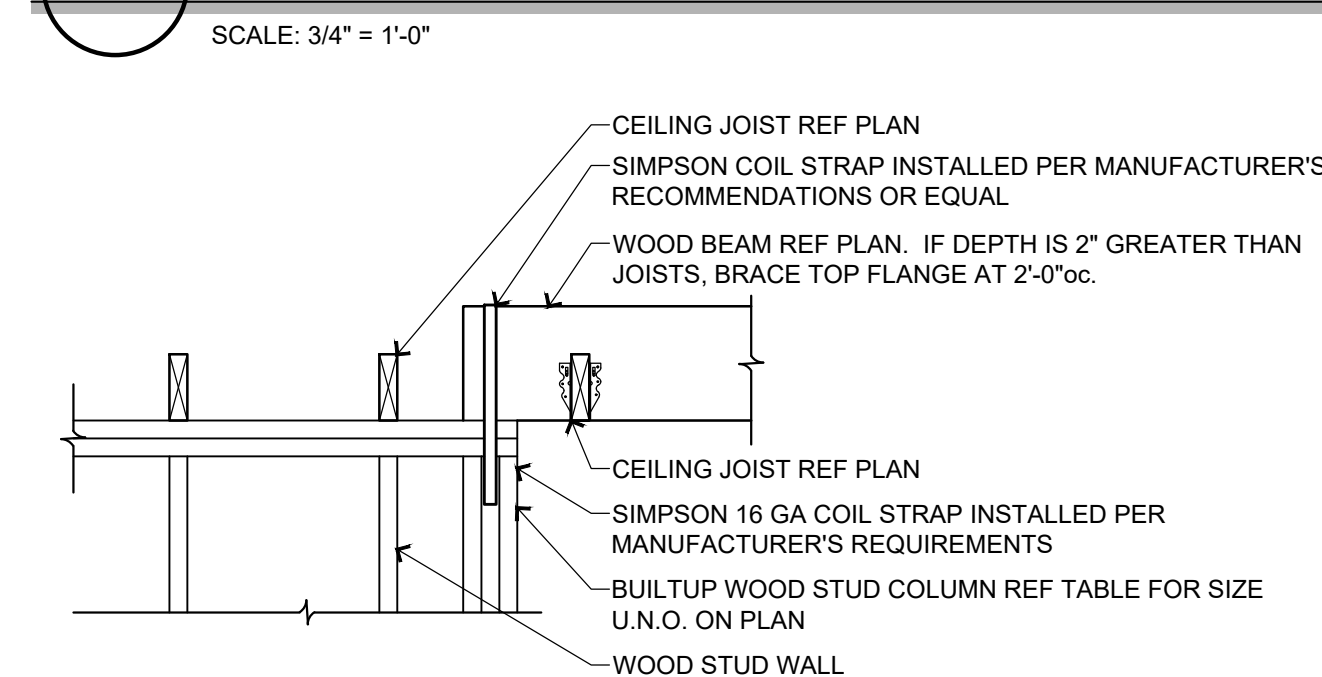 SCALE: 3/4" = 1'-0"
CEILING JOIST REF PLAN
SIMPSON COIL STRAP INSTALLED PER MANUFACTURER'S
RECOMMENDATIONS OR EQUAL
WOOD BEAM REF PLAN. IF DEPTH IS 2" GREATER THAN
JOISTS, BRACE TOP FLANGE AT 2'-0"oc.
CEILING JOIST REF PLAN
SIMPSON 16 GA COIL STRAP INSTALLED PER
MANUFACTURER'S REQUIREMENTS
BUILTUP WOOD STUD COLUMN REF TABLE FOR SIZE
U.N.O. ON PLAN
WOOD STUD WALL